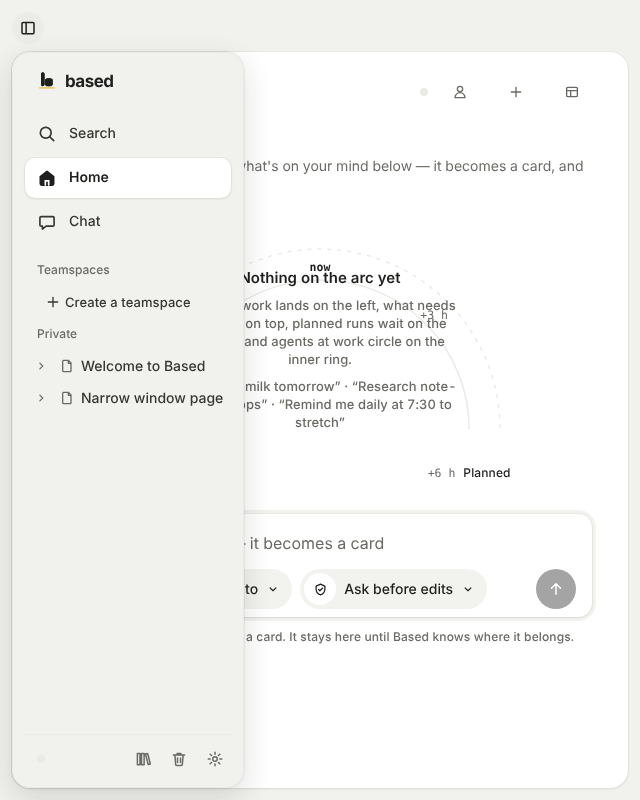 based
Search
Home
Chat
Teamspaces
Create a teamspace
Private
Welcome to Based
Narrow window page
what's on your mind below — it becomes a card, and
now
Nothing on the arc yet
work lands on the left, what needs
+3 h
on top, planned runs wait on the
and agents at work circle on the
inner ring.
milk tomorrow” · “Research note-
ops” · “Remind me daily at 7:30 to
stretch”
+6 h Planned
— it becomes a card
to
Ask before edits
a card. It stays here until Based knows where it belongs.